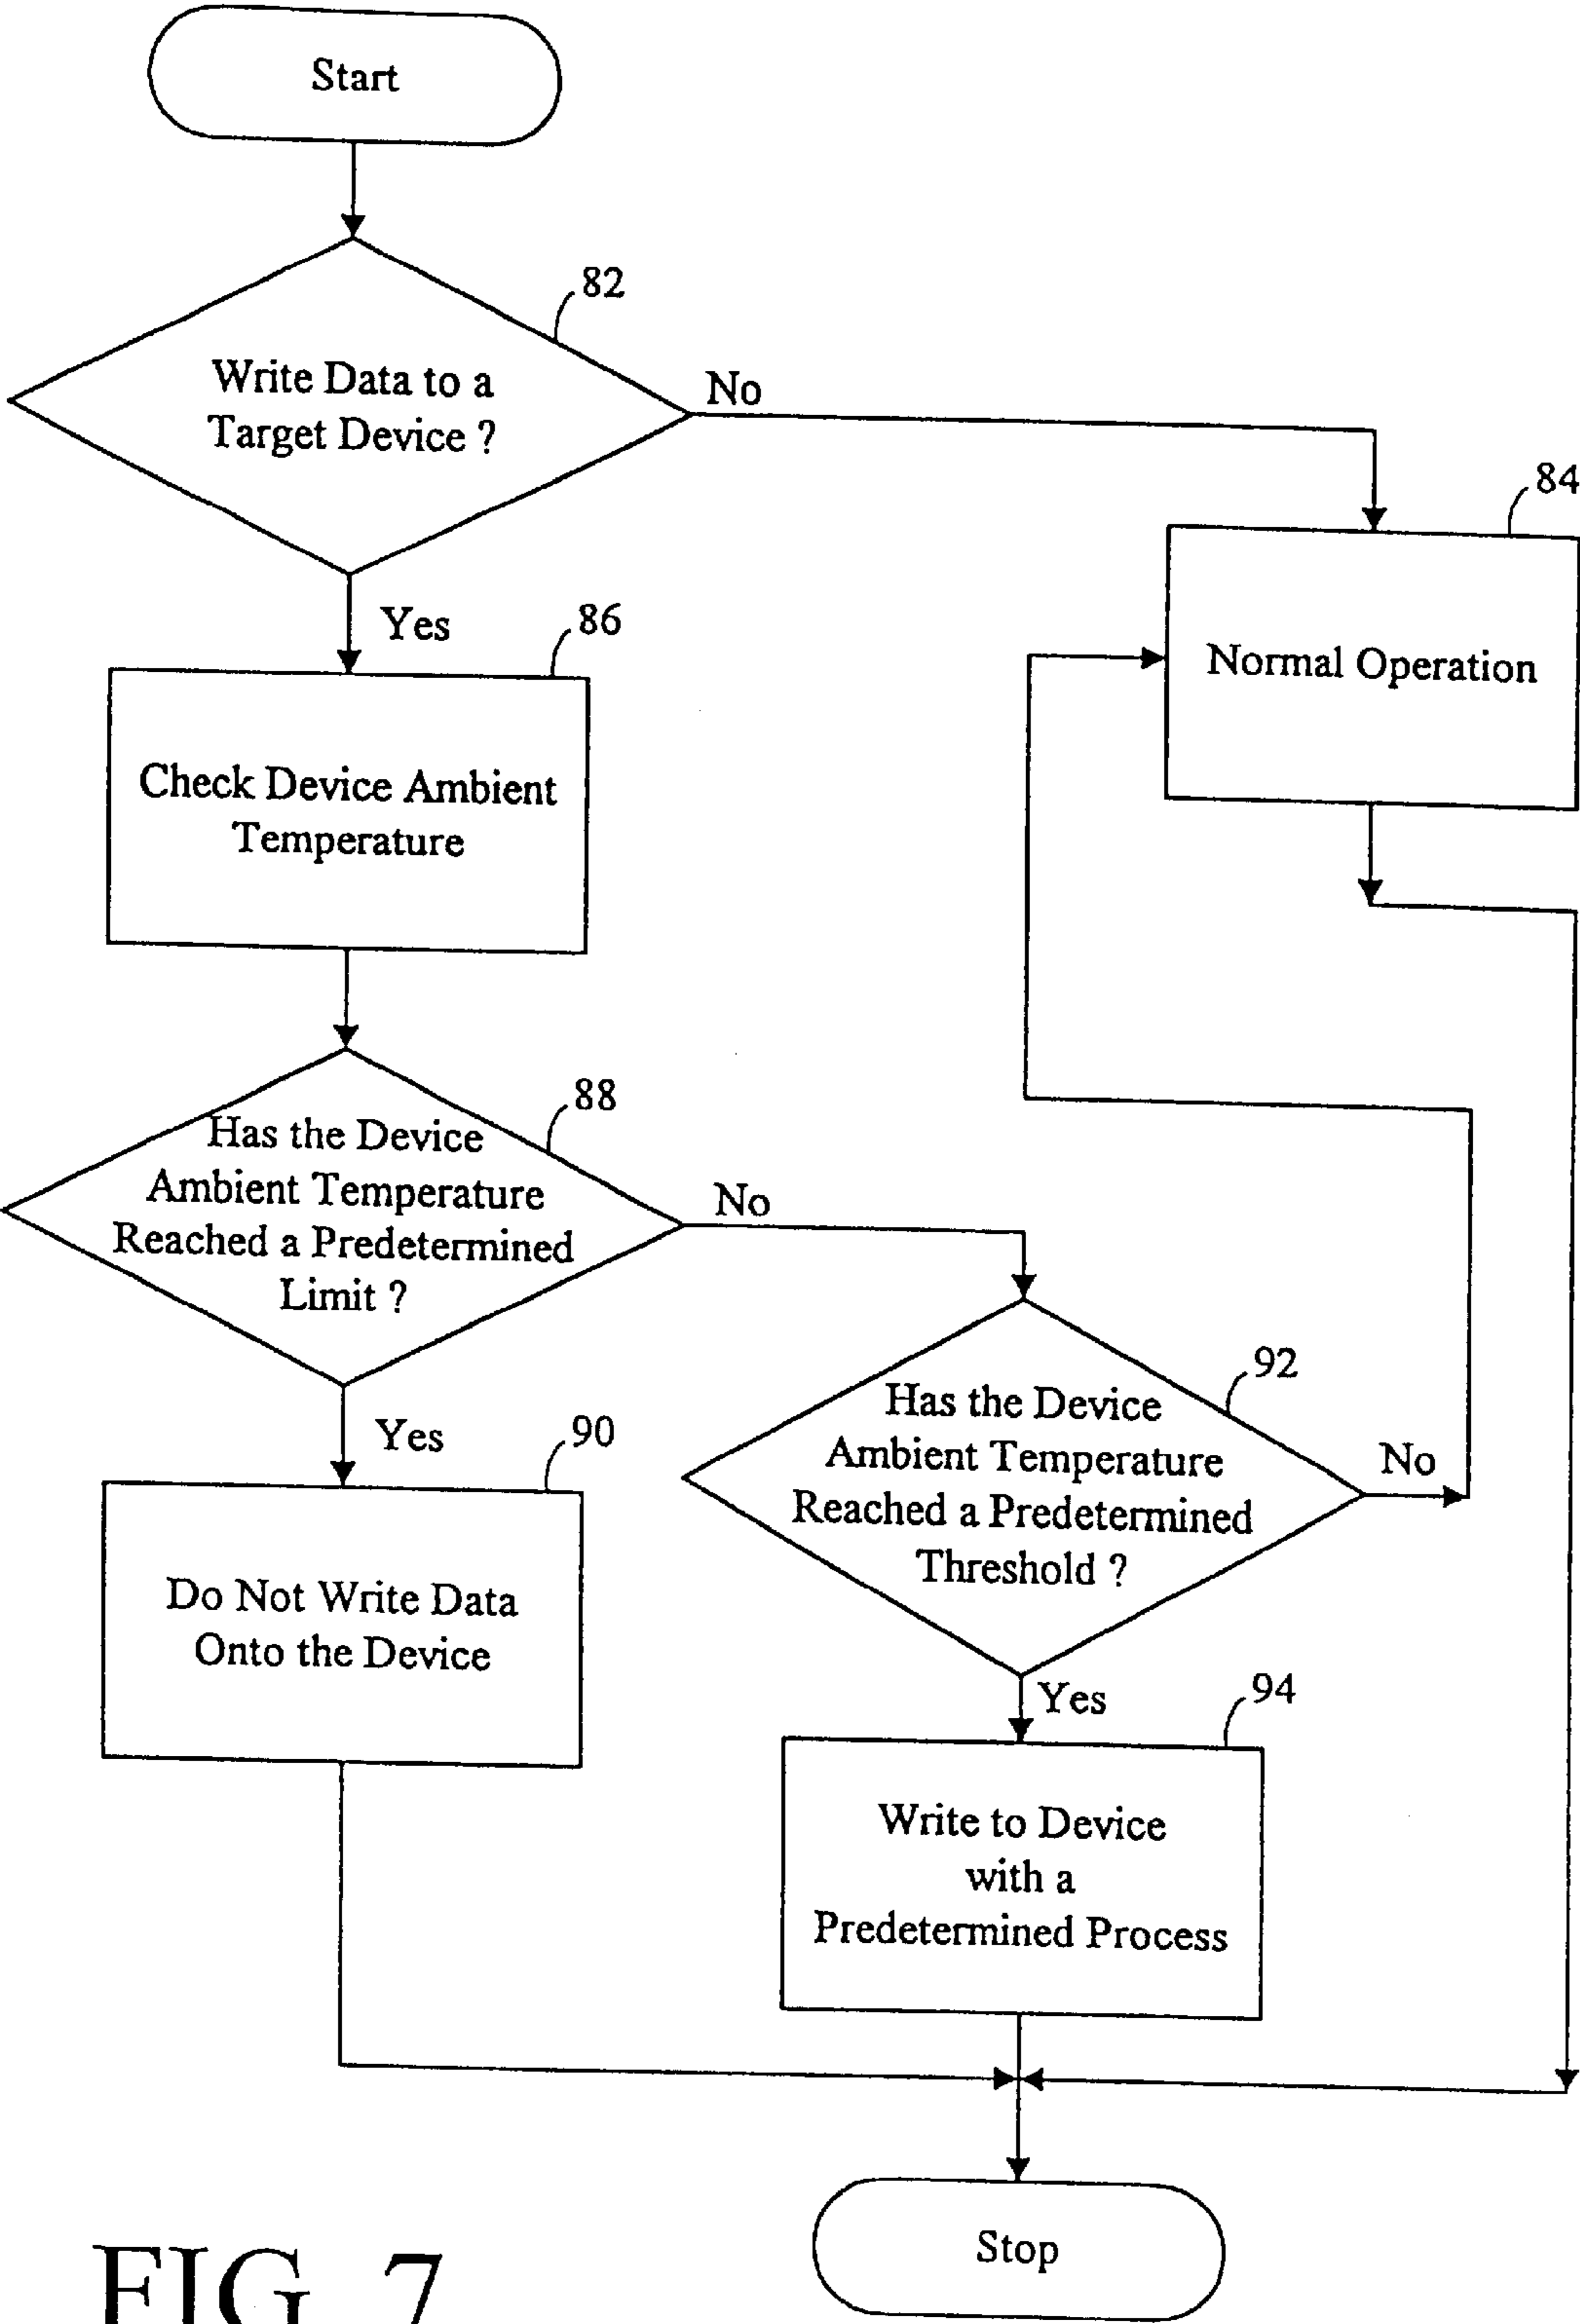 Start
82
Write Data to a
Target Device ?
No
84
Normal Operation
Yes
86
Check Device Ambient
Temperature
88
Has the Device
Ambient Temperature
Reached a Predetermined
Limit ?
No
92
Has the Device
Ambient Temperature
Reached a Predetermined
Threshold ?
No
Yes
90
Do Not Write Data
Onto the Device
Yes
94
Write to Device
with a
Predetermined Process
Stop
FIG. 7